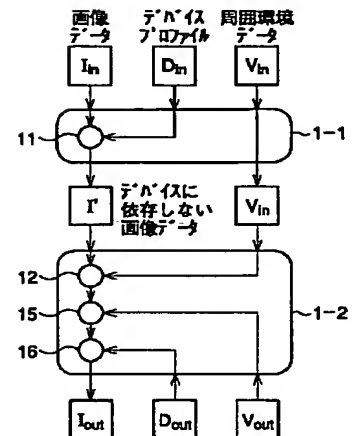 画像
データ
デバイス
プロファイル
周囲環境
データ
Iin
Din
Vin
11
1-1
I'
デバイスに
依存しない
画像データ
Vin
12
15
16
1-2
Iout
Dout
Vout